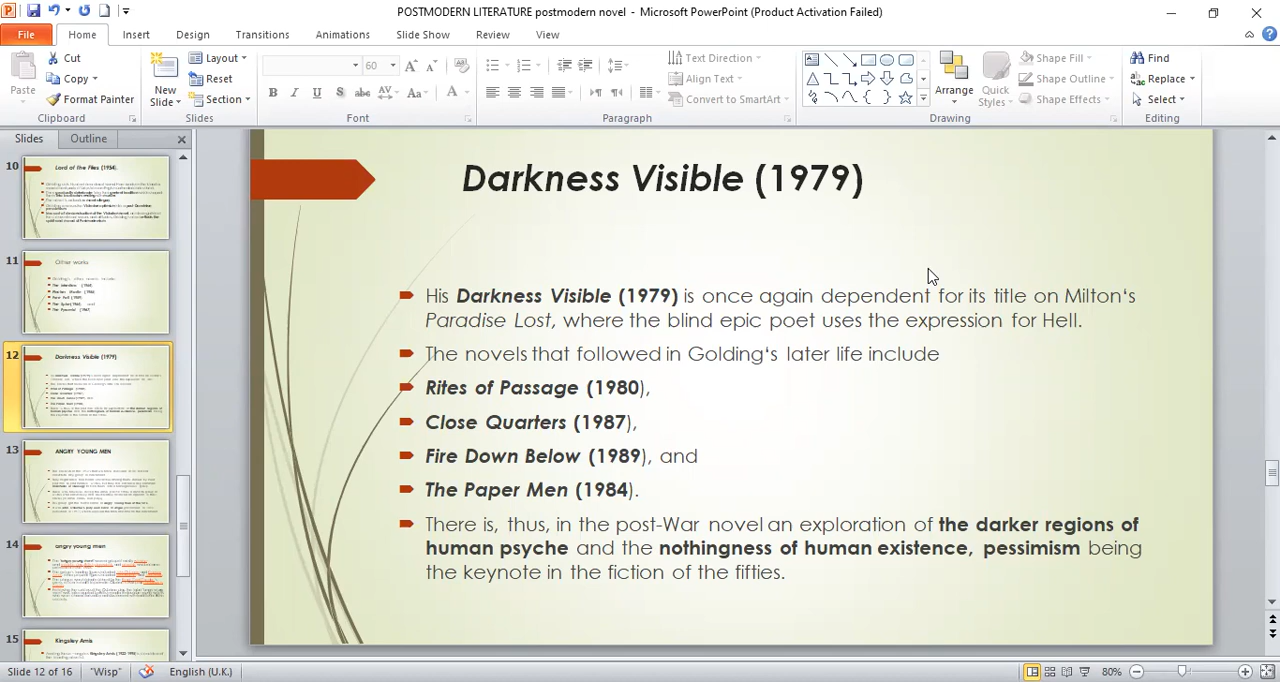 POSTMODERN LITERATURE postmodern novel - Microsoft PowerPoint (Product Activation Failed)
File Home Insert Design Transitions Animations Slide Show Review View
Cut
Copy
Format Painter
Paste
Clipboard
New Slide
Layout
Reset
Section
Slides
60
Font
Text Direction
Align Text
Convert to SmartArt
Paragraph
Arrange
Quick Styles
Shape Fill
Shape Outline
Shape Effects
Drawing
Find
Replace
Select
Editing
Slides Outline
10
Lord of the Flies (1954).
11
Other works
12
Darkness Visible (1979)
13
ANGRY YOUNG MEN
14
angry young men
15
Kingsley Amis
Darkness Visible (1979)
His Darkness Visible (1979) is once again dependent for its title on Milton‘s
Paradise Lost, where the blind epic poet uses the expression for Hell.
The novels that followed in Golding‘s later life include
Rites of Passage (1980),
Close Quarters (1987),
Fire Down Below (1989), and
The Paper Men (1984).
There is, thus, in the post-War novel an exploration of the darker regions of
human psyche and the nothingness of human existence, pessimism being
the keynote in the fiction of the fifties.
Slide 12 of 16 "Wisp" English (U.K.) 80%